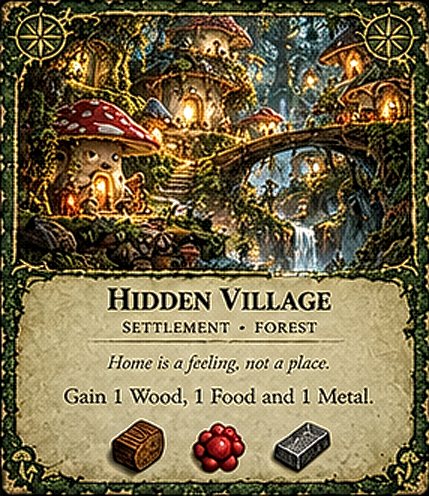 HIDDEN VILLAGE
SETTLEMENT • FOREST
Home is a feeling, not a place.
Gain 1 Wood, 1 Food and 1 Metal.